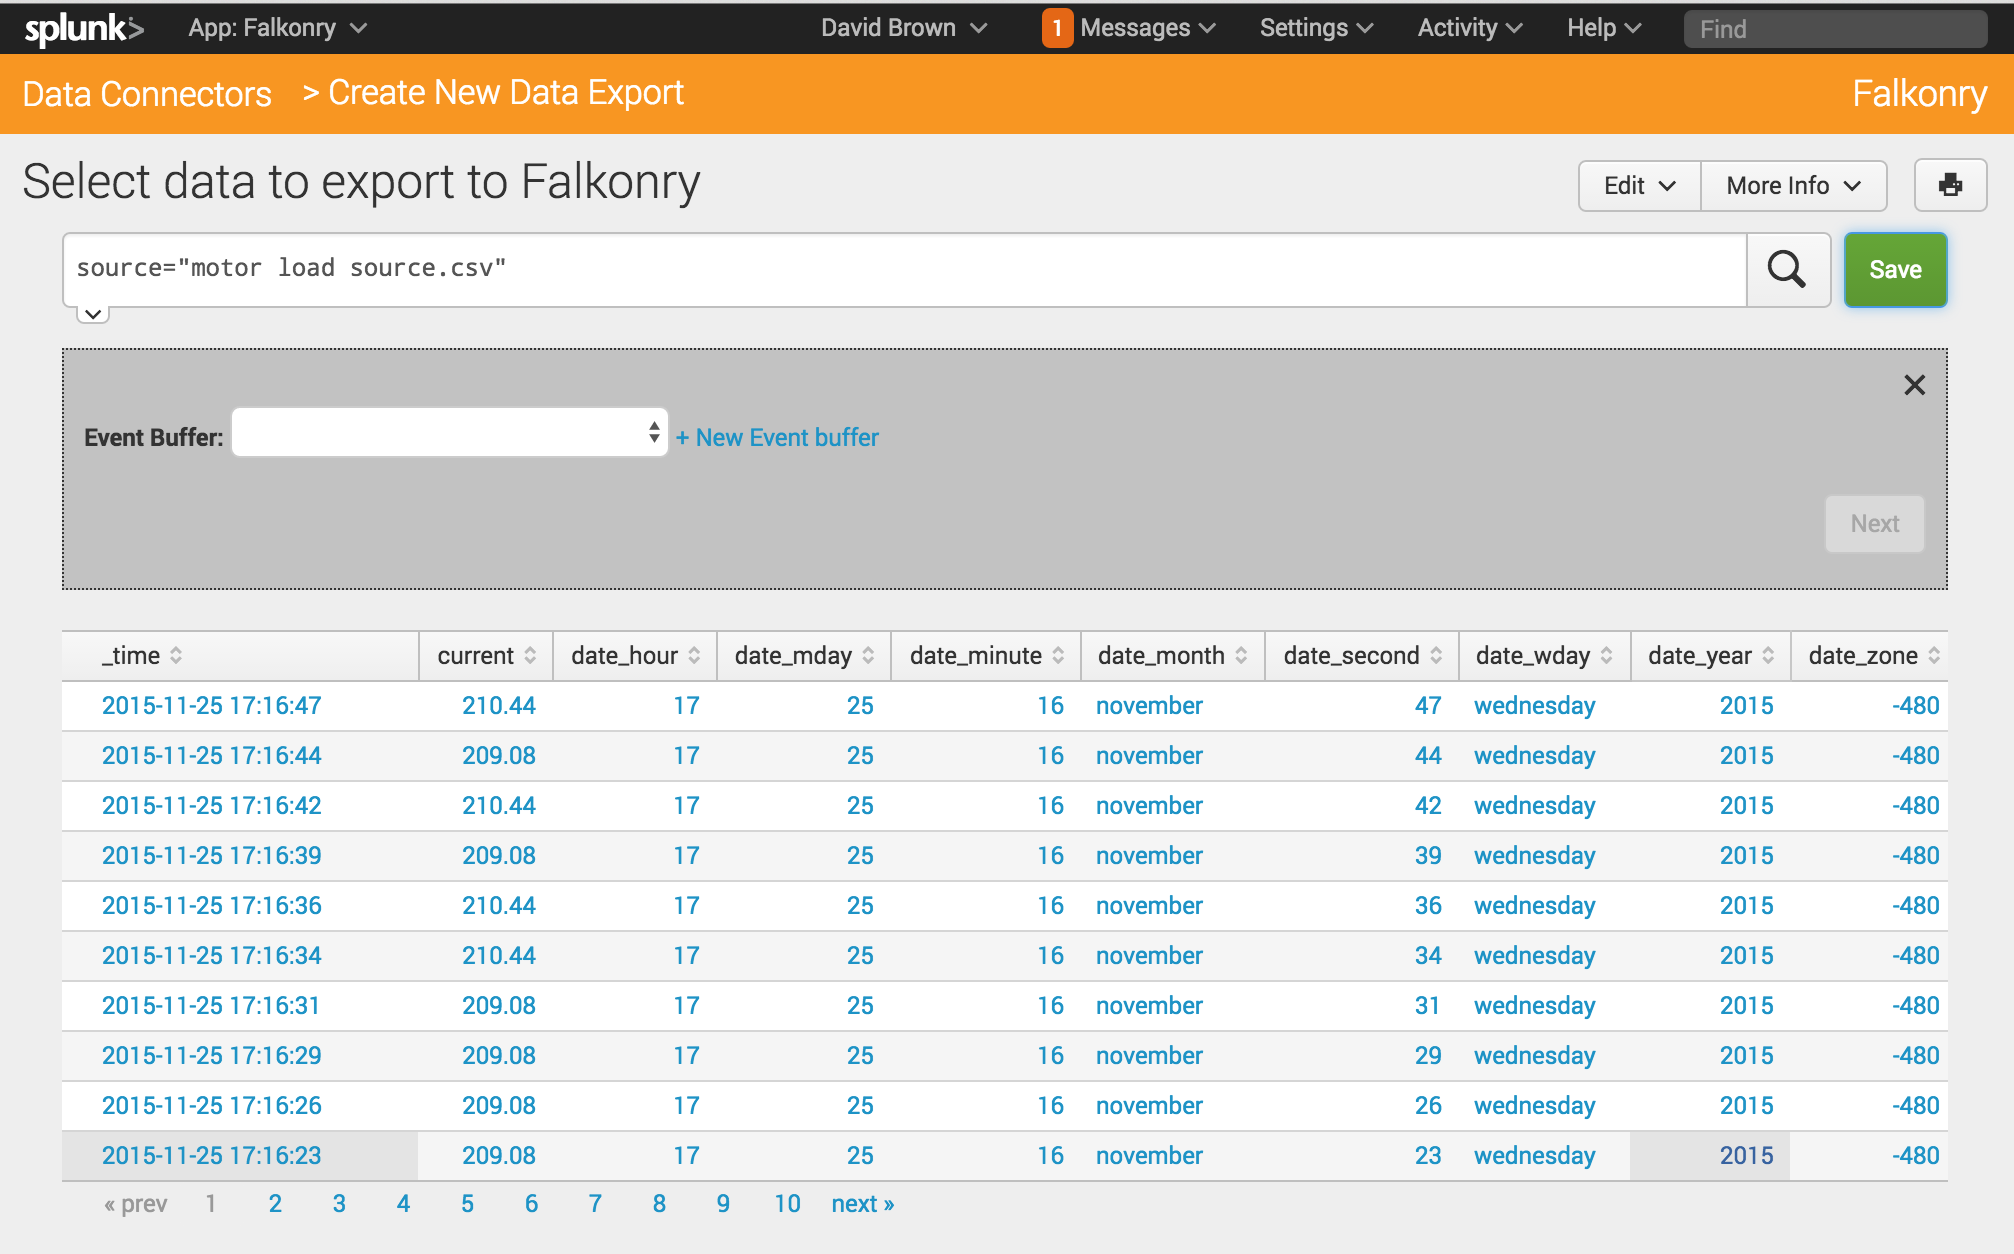 splunk> App: Falkonry David Brown 1 Messages Settings Activity Help Find
Data Connectors > Create New Data Export Falkonry
Select data to export to Falkonry Edit More Info
source="motor load source.csv" Save
Event Buffer: + New Event buffer
Next
_time current date_hour date_mday date_minute date_month date_second date_wday date_year date_zone
2015-11-25 17:16:47 210.44 17 25 16 november 47 wednesday 2015 -480
2015-11-25 17:16:44 209.08 17 25 16 november 44 wednesday 2015 -480
2015-11-25 17:16:42 210.44 17 25 16 november 42 wednesday 2015 -480
2015-11-25 17:16:39 209.08 17 25 16 november 39 wednesday 2015 -480
2015-11-25 17:16:36 210.44 17 25 16 november 36 wednesday 2015 -480
2015-11-25 17:16:34 210.44 17 25 16 november 34 wednesday 2015 -480
2015-11-25 17:16:31 209.08 17 25 16 november 31 wednesday 2015 -480
2015-11-25 17:16:29 209.08 17 25 16 november 29 wednesday 2015 -480
2015-11-25 17:16:26 209.08 17 25 16 november 26 wednesday 2015 -480
2015-11-25 17:16:23 209.08 17 25 16 november 23 wednesday 2015 -480
« prev 1 2 3 4 5 6 7 8 9 10 next »